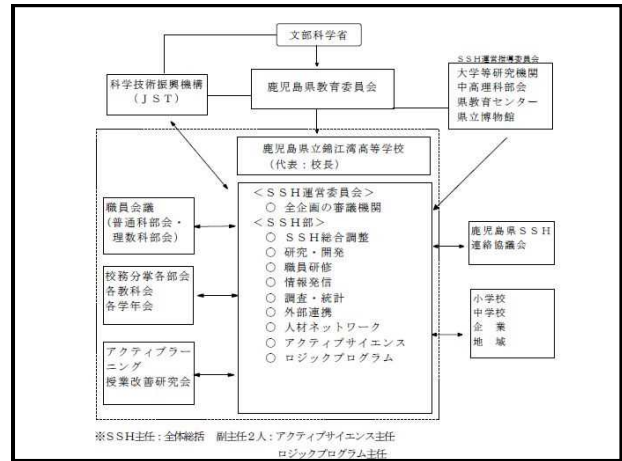 文部科学省
科学技術振興機構
(JST)
鹿児島県教育委員会
SSH運営指導委員会
大学等研究機関
中高理科部会
県教育センター
県立博物館
鹿児島県立錦江湾高等学校
(代表:校長)
<SSH運営委員会>
○ 全企画の審議機関
<SSH部>
○ SSH総合調整
○ 研究・開発
○ 職員研修
○ 情報発信
○ 調査・統計
○ 外部連携
○ 人材ネットワーク
○ アクティブサイエンス
○ ロジックプログラム
職員会議
(普通科部会・
理数科部会)
校務分掌各部会
各教科会
各学年会
アクティブラー
ニング
授業改善研究会
鹿児島県SSH
連絡協議会
小学校
中学校
企 業
地 域
※SSH主任:全体総括 副主任2人:アクティブサイエンス主任
ロジックプログラム主任